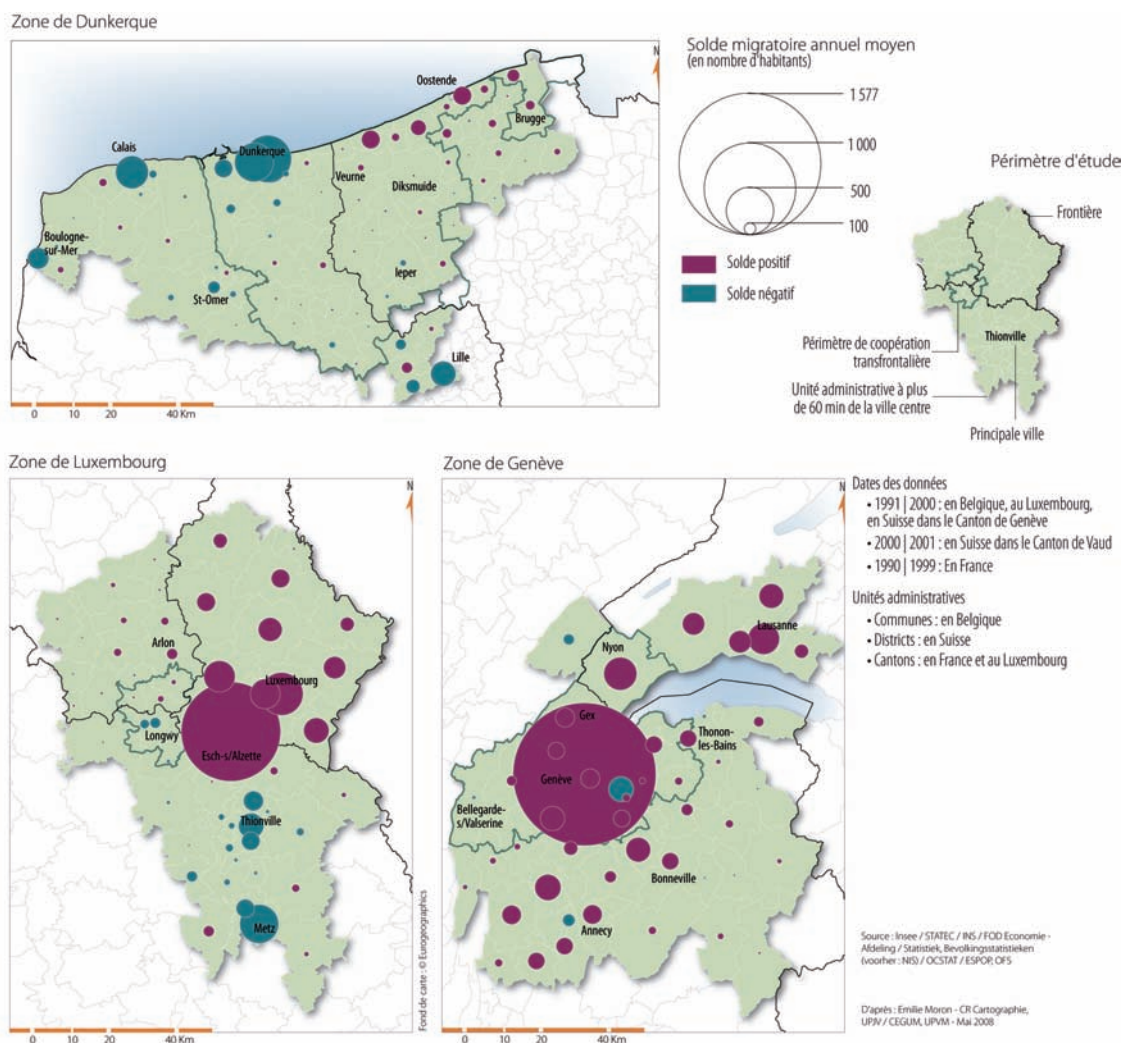 Zone de Dunkerque
N
Oostende
Brugge
Calais
Dunkerque
Veurne
Diksmuide
Boulogne-
sur-Mer
Ieper
St-Omer
Lille
0 10 20 40 Km
Solde migratoire annuel moyen
(en nombre d'habitants)
1 577
1 000
500
100
Solde positif
Solde négatif
Périmètre d'étude
Frontière
Thionville
Périmètre de coopération
transfrontalière
Unité administrative à plus
de 60 min de la ville centre
Principale ville
Zone de Luxembourg
N
Arlon
Luxembourg
Longwy
Esch-s/Alzette
Thionville
Metz
0 10 20 40 Km
Fond de carte : © Eurogeographics
Zone de Genève
N
Lausanne
Nyon
Gex
Thonon-
les-Bains
Genève
Bellegarde-
s/Valserine
Bonneville
Annecy
0 10 20 40 Km
Dates des données
• 1991 | 2000 : en Belgique, au Luxembourg,
en Suisse dans le Canton de Genève
• 2000 | 2001 : en Suisse dans le Canton de Vaud
• 1990 | 1999 : En France
Unités administratives
• Communes : en Belgique
• Districts : en Suisse
• Cantons : en France et au Luxembourg
Source : Insee / STATEC / INS / FOD Economie -
Afdeling / Statistiek, Bevolkingsstatistieken
(voorher : NIS) / OCSTAT / ESPOP, OFS
D'après : Emilie Moron - CR Cartographie,
UPJV / CEGUM, UPVM - Mai 2008